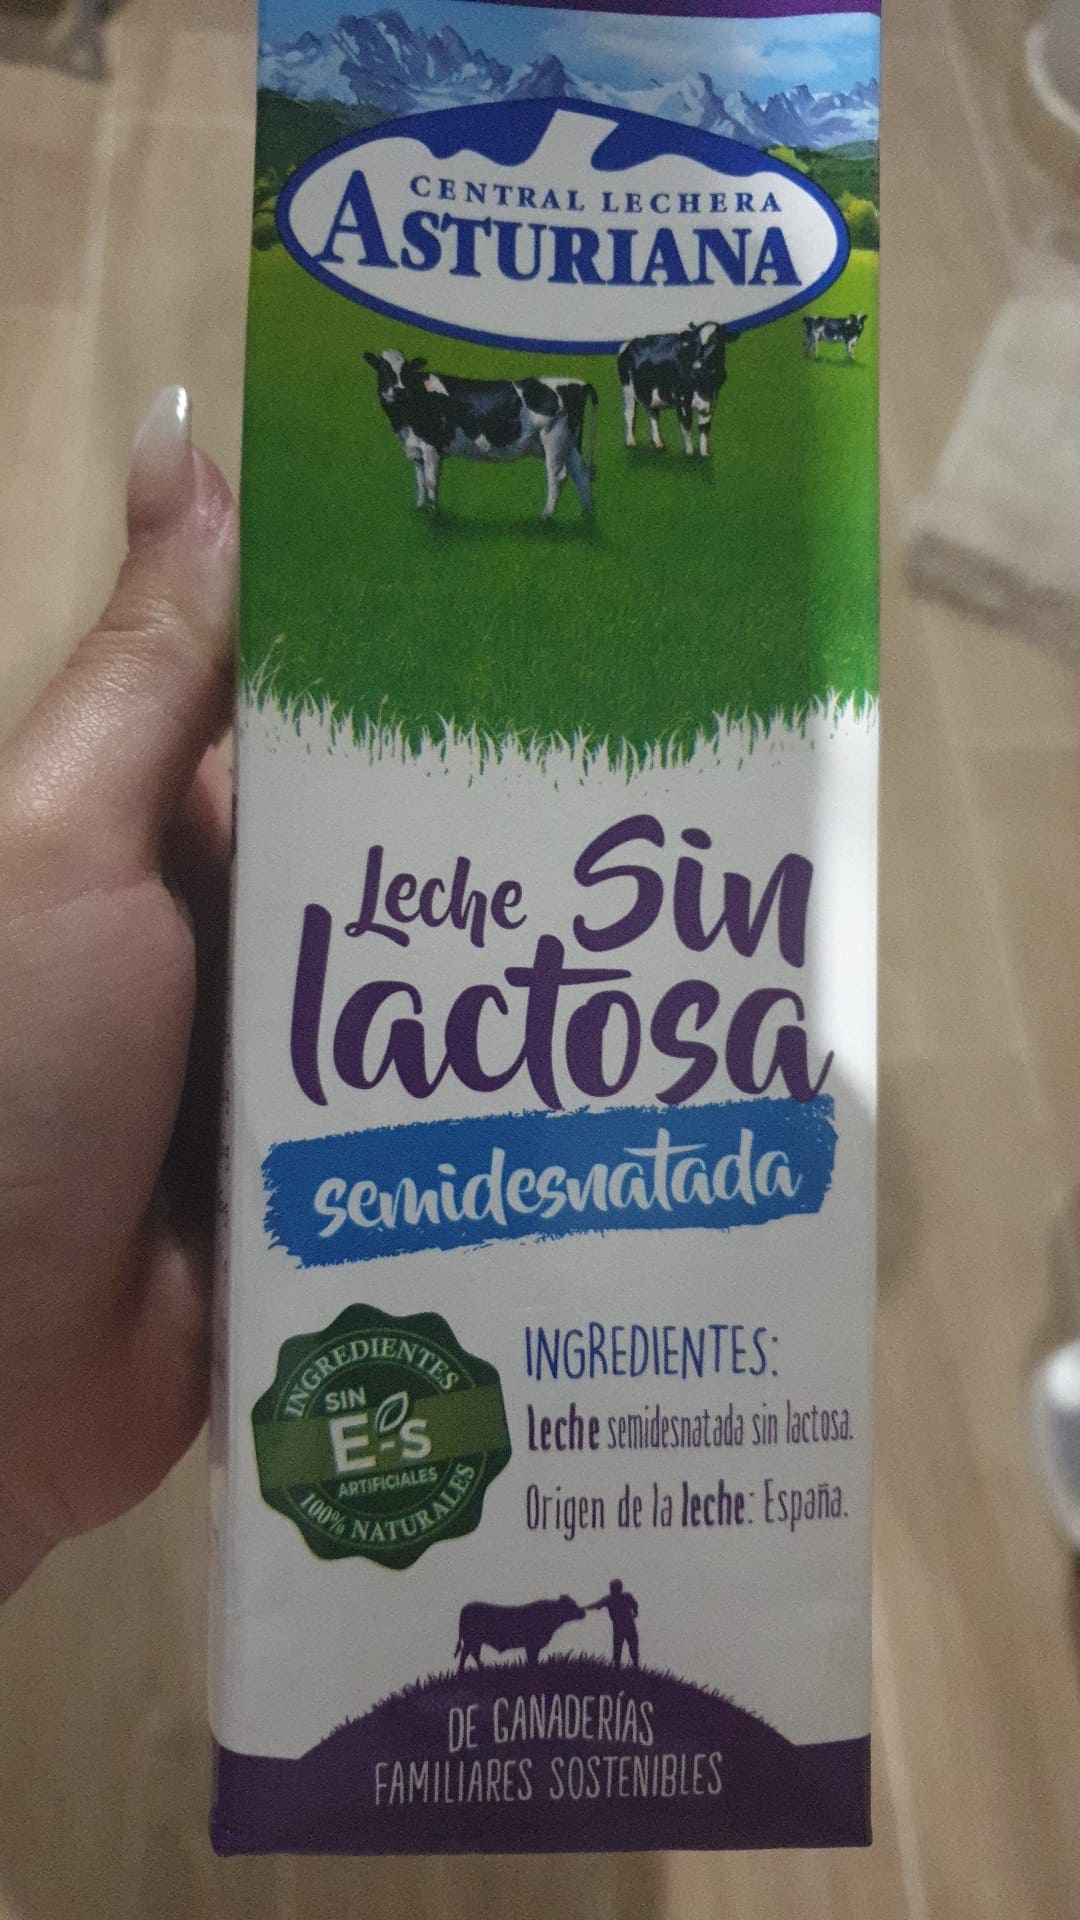 CENTRAL LECHERA
ASTURIANA
Leche Sin
lactosa
semidesnatada
INGREDIENTES
SIN
E-s
ARTIFICIALES
100% NATURALES
INGREDIENTES:
Leche semidesnatada sin lactosa.
Origen de la leche: España.
DE GANADERÍAS
FAMILIARES SOSTENIBLES